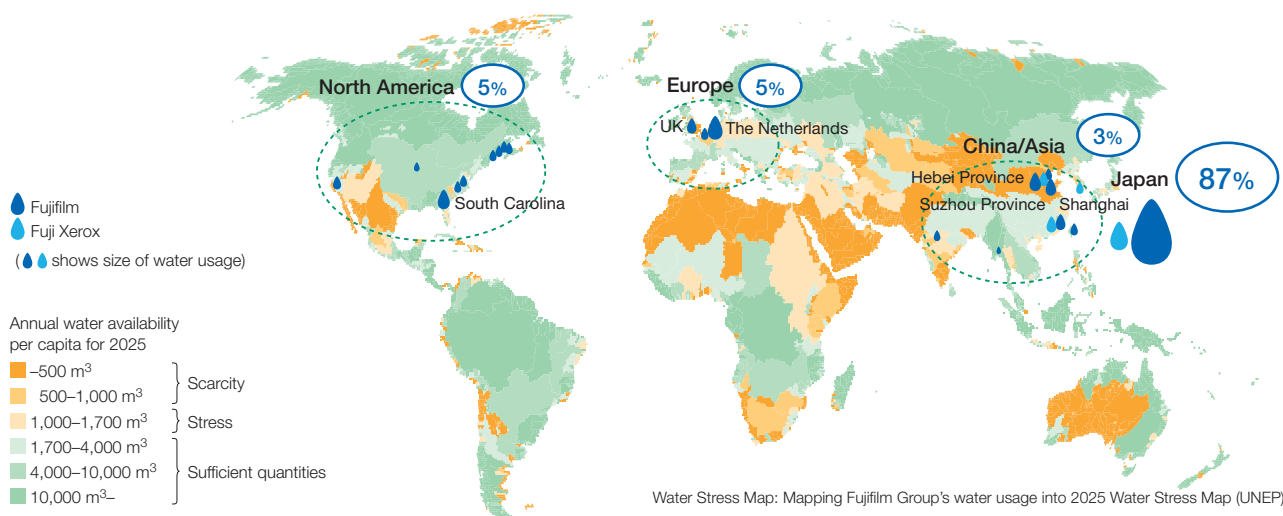 North America 5%
Europe 5%
UK
The Netherlands
China/Asia
3%
Hebei Province
Japan
87%
Suzhou Province
Shanghai
South Carolina
Fujifilm
Fuji Xerox
( shows size of water usage)
Annual water availability
per capita for 2025
–500 m³
500–1,000 m³
Scarcity
1,000–1,700 m³
Stress
1,700–4,000 m³
4,000–10,000 m³
Sufficient quantities
10,000 m³–
Water Stress Map: Mapping Fujifilm Group's water usage into 2025 Water Stress Map (UNEP)